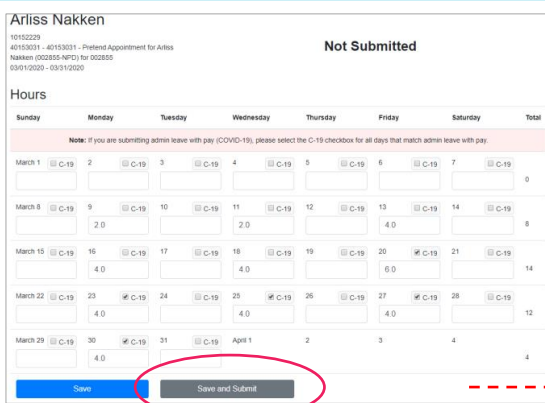 Arliss Nakken
10152229
40153031 - 40153031 - Pretend Appointment for Arliss
Nakken (002855-NPD) for 002855
03/01/2020 - 03/31/2020
Not Submitted
Hours
Sunday Monday Tuesday Wednesday Thursday Friday Saturday Total
Note: If you are submitting admin leave with pay (COVID-19), please select the C-19 checkbox for all days that match admin leave with pay.
March 1 C-19 2 C-19 3 C-19 4 C-19 5 C-19 6 C-19 7 C-19
0
March 8 C-19 9 C-19 10 C-19 11 C-19 12 C-19 13 C-19 14 C-19
2.0 2.0 4.0 8
March 15 C-19 16 C-19 17 C-19 18 C-19 19 C-19 20 C-19 21 C-19
4.0 4.0 6.0 14
March 22 C-19 23 C-19 24 C-19 25 C-19 26 C-19 27 C-19 28 C-19
4.0 4.0 4.0 12
March 29 C-19 30 C-19 31 C-19 April 1 2 3 4
4.0 4
Save Save and Submit